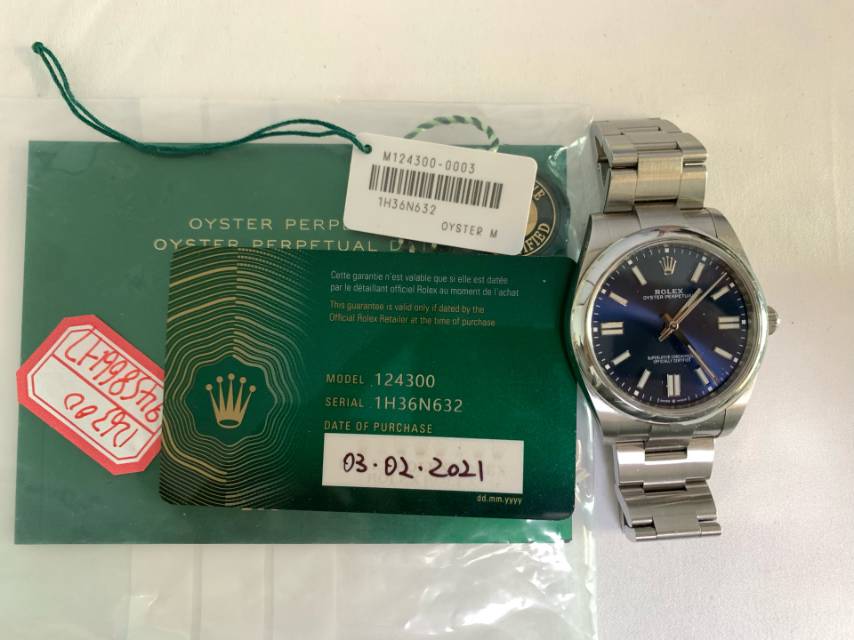 M124300-0003
1H36N632
OYSTER M
OYSTER PERP
OYSTER PERPETUAL D
Cette garantie n'est valable que si elle est datée
par le détaillant officiel Rolex au moment de l'achat
This guarantee is valid only if dated by the
Official Rolex Retailer at the time of purchase
MODEL 124300
SERIAL 1H36N632
DATE OF PURCHASE
03.02.2021
dd.mm.yyyy
ROLEX
OYSTER PERPETUAL
SUPERLATIVE CHRONOMETER
OFFICIALLY CERTIFIED